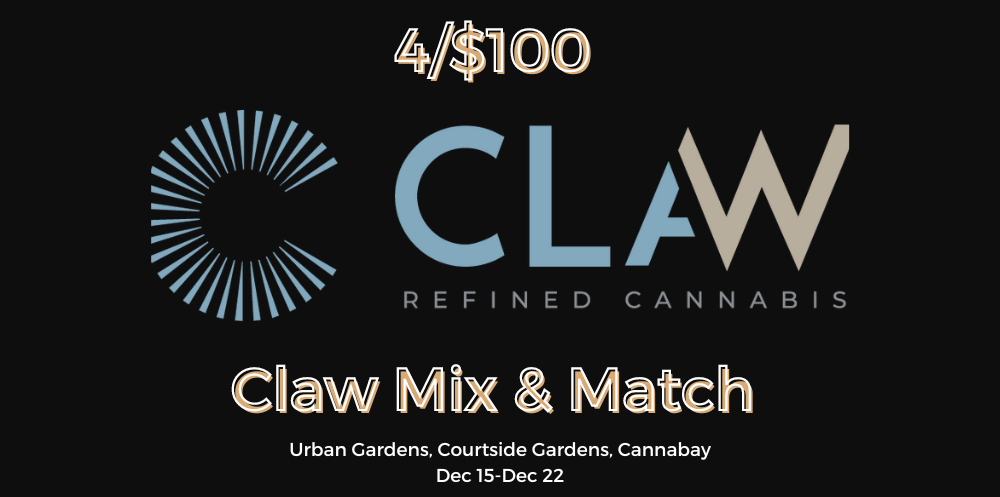 4/$100
CLAW
REFINED CANNABIS
Claw Mix & Match
Urban Gardens, Courtside Gardens, Cannabay
Dec 15-Dec 22